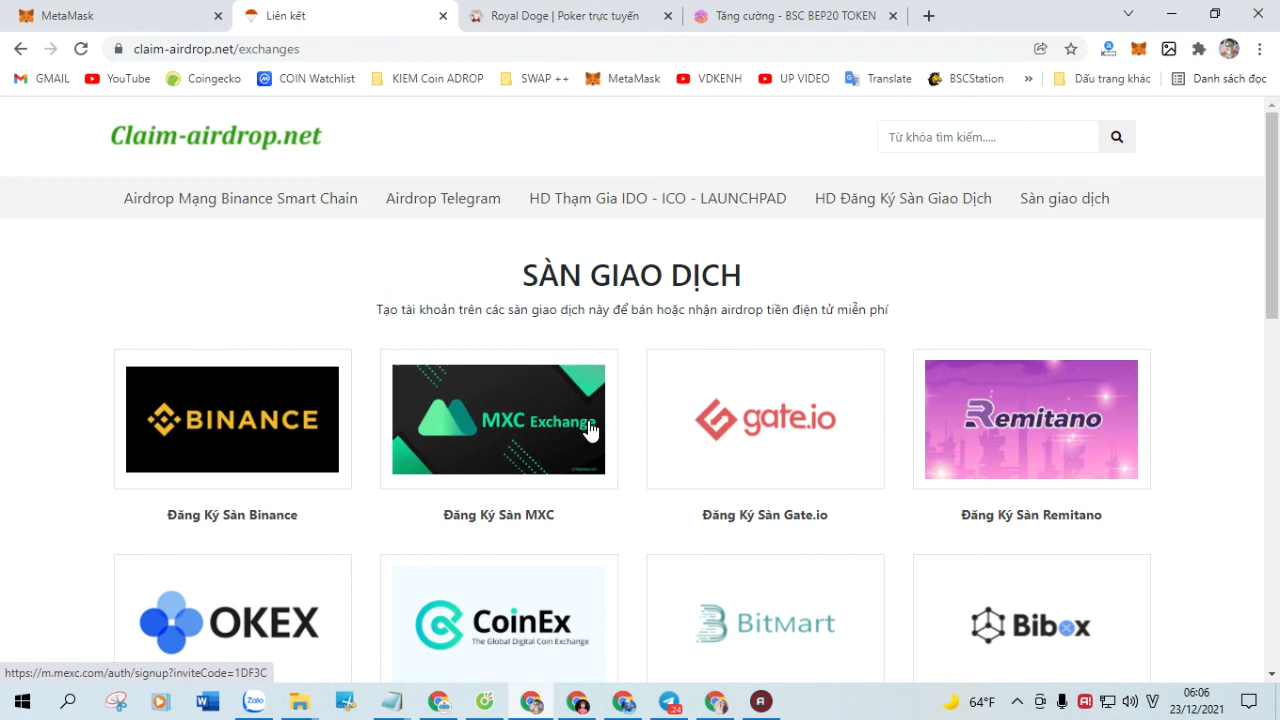 MetaMask
Liên kết
Royal Doge | Poker trực tuyến
Tăng cường - BSC BEP20 TOKEN
claim-airdrop.net/exchanges
GMAIL
YouTube
Coingecko
COIN Watchlist
KIEM Coin ADROP
SWAP ++
MetaMask
VDKENH
UP VIDEO
Translate
BSCStation
»
Dấu trang khác
Danh sách đọc
Claim-airdrop.net
Từ khóa tìm kiếm.....
Airdrop Mạng Binance Smart Chain
Airdrop Telegram
HD Thạm Gia IDO - ICO - LAUNCHPAD
HD Đăng Ký Sàn Giao Dịch
Sàn giao dịch
SÀN GIAO DỊCH
Tạo tài khoản trên các sàn giao dịch này để bán hoặc nhận airdrop tiền điện tử miễn phí
BINANCE
MXC Exchange
gate.io
Remitano
Đăng Ký Sàn Binance
Đăng Ký Sàn MXC
Đăng Ký Sàn Gate.io
Đăng Ký Sàn Remitano
OKEX
CoinEx
The Global Digital Coin Exchange
BitMart
Bibox
https://m.mexc.com/auth/signup?inviteCode=1DF3C
Zalo
24
64°F
06:06
23/12/2021